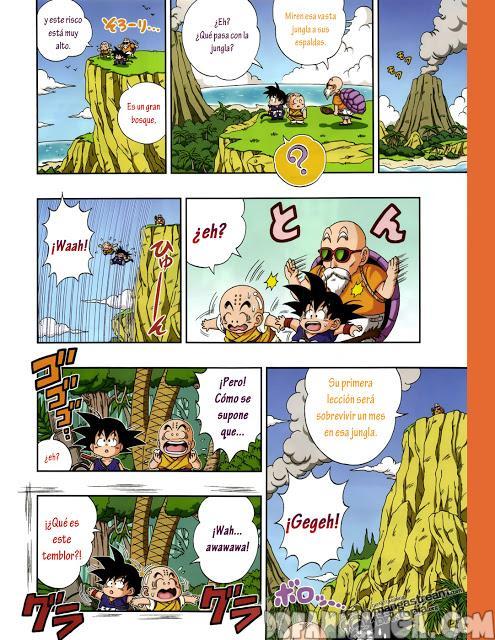 Miren esa vasta
jungla a sus
espaldas.
¿Eh?
¿Qué pasa con la
jungla?
?
そろ〜り...
Es un gran
bosque.
y este risco
está muy
alto.
とん
¿eh?
ひゅーん
¡Waah!
Su primera
lección será
sobrevivir un mes
en esa jungla.
¡Gegeh!
¡Pero!
Cómo se
supone
que...
¿eh?
ゴゴゴ
¡Wah...
awawawa!
¡¿Qué es
este
temblor?!
グラ
グラ
mangastream